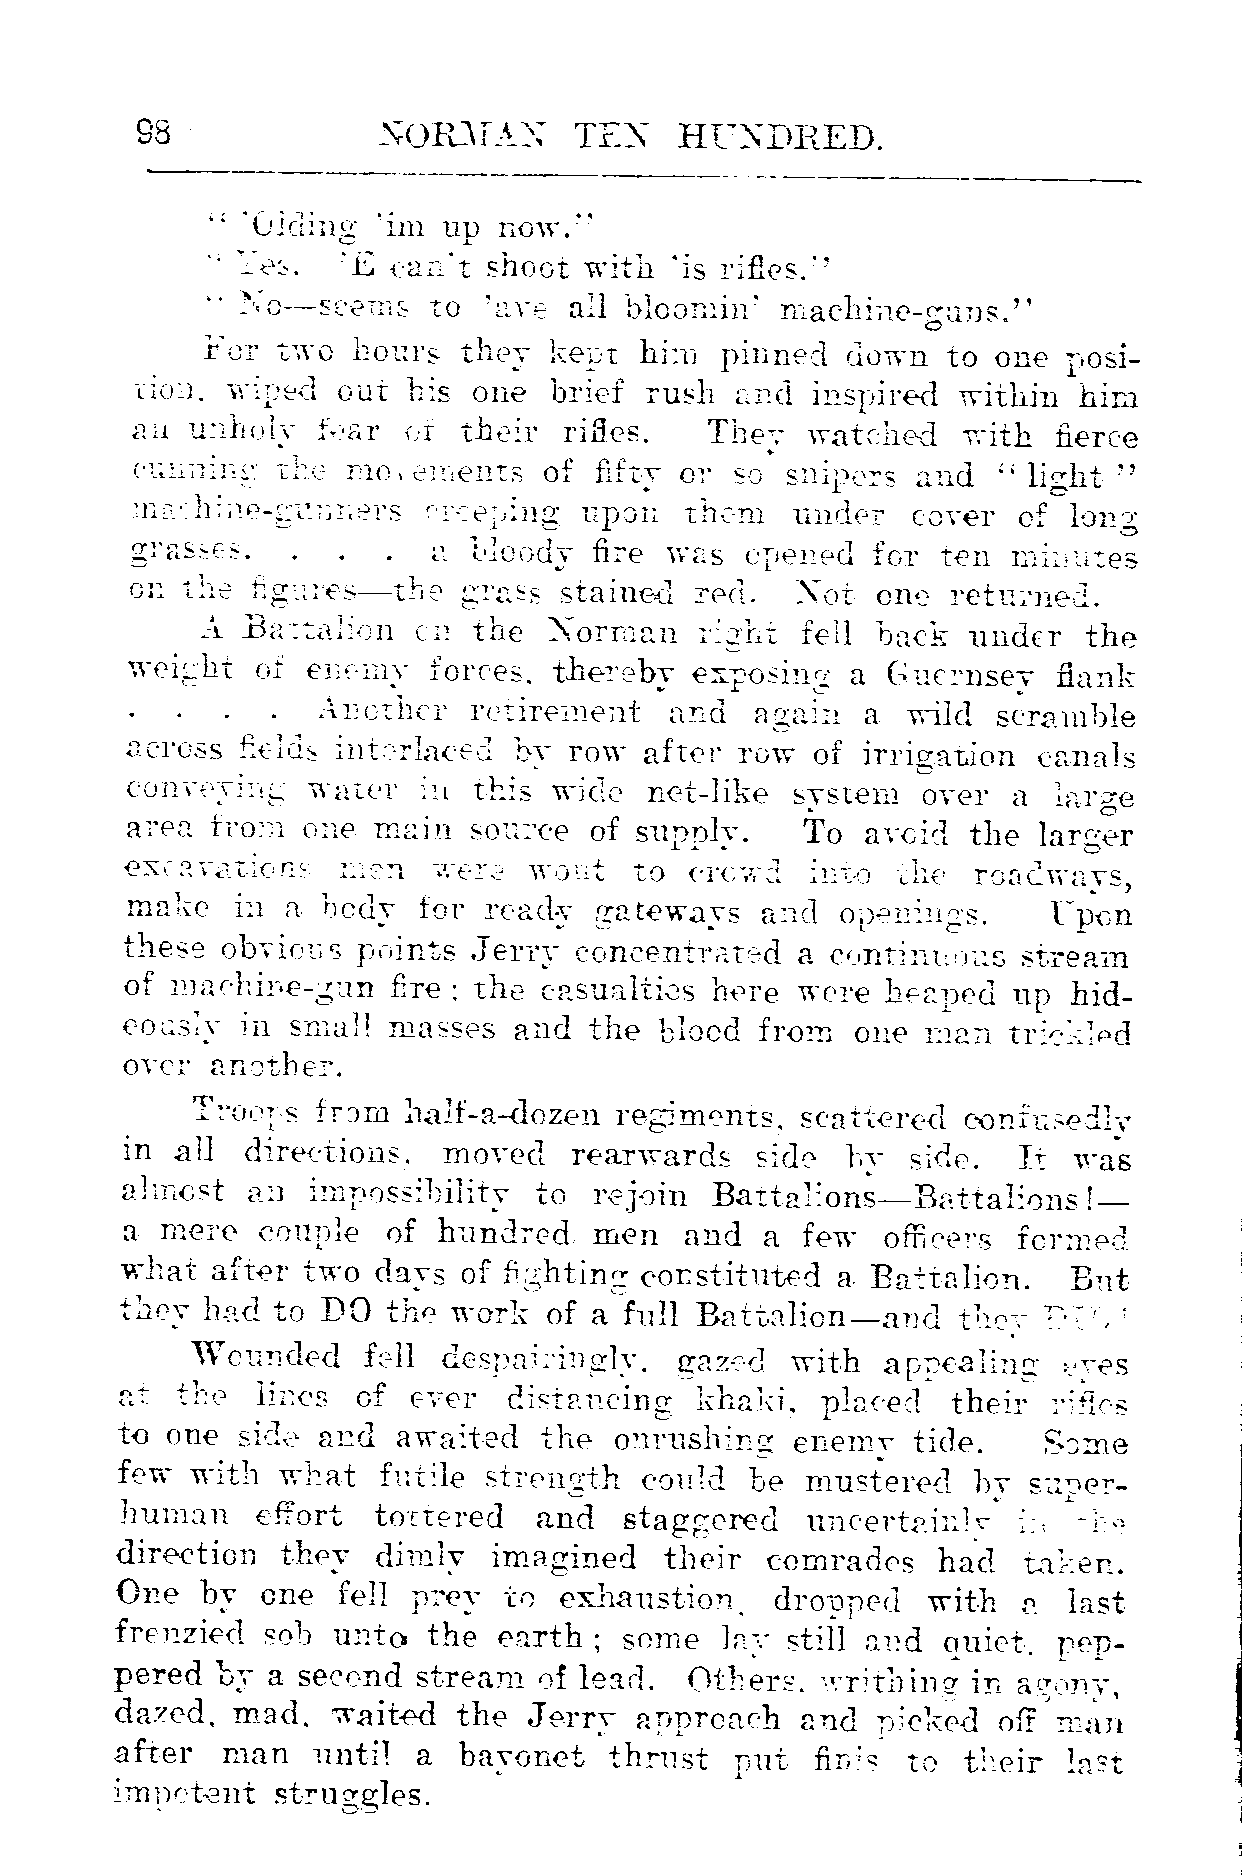 98 NORMAN TEN HUNDRED.
“ 'Olding 'im up now.”
“ Yes. 'E can't shoot with 'is rifles.”
“ No—seems to 'ave all bloomin' machine-guns.”
For two hours they kept him pinned down to one posi-
tion, wiped out his one brief rush and inspired within him
an unholy fear of their rifles. They watched with fierce
cunning the movements of fifty or so snipers and “ light ”
machine-gunners creeping upon them under cover of long
grasses. . . . a bloody fire was opened for ten minutes
on the figures—the grass stained red. Not one returned.
A Battalion on the Norman right fell back under the
weight of enemy forces, thereby exposing a Guernsey flank
. . . . Another retirement and again a wild scramble
across fields interlaced by row after row of irrigation canals
conveying water in this wide net-like system over a large
area from one main source of supply. To avoid the larger
excavations men were wont to crowd into the roadways,
make in a body for ready gateways and openings. Upon
these obvious points Jerry concentrated a continuous stream
of machine-gun fire ; the casualties here were heaped up hid-
eously in small masses and the blood from one man trickled
over another.
Troops from half-a-dozen regiments, scattered confusedly
in all directions, moved rearwards side by side. It was
almost an impossibility to rejoin Battalions—Battalions !—
a mere couple of hundred men and a few officers formed
what after two days of fighting constituted a Battalion. But
they had to DO the work of a full Battalion—and they DID !
Wounded fell despairingly, gazed with appealing eyes
at the lines of ever distancing khaki, placed their rifles
to one side and awaited the onrushing enemy tide. Some
few with what futile strength could be mustered by super-
human effort tottered and staggered uncertainly in the
direction they dimly imagined their comrades had taken.
One by one fell prey to exhaustion, dropped with a last
frenzied sob unto the earth ; some lay still and quiet, pep-
pered by a second stream of lead. Others, writhing in agony,
dazed, mad, waited the Jerry approach and picked off man
after man until a bayonet thrust put finis to their last
impotent struggles.